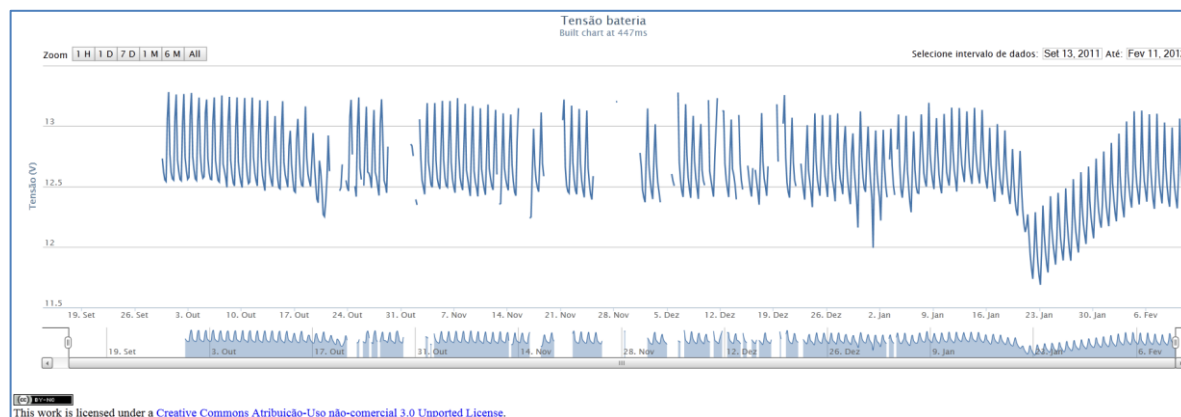 Tensão bateria
Built chart at 447ms
Zoom 1 H 1 D 7 D 1 M 6 M All
Selecione intervalo de dados: Set 13, 2011 Até: Fev 11, 201
Tensão (V)
13
12.5
12
11.5
19. Set 26. Set 3. Out 10. Out 17. Out 24. Out 31. Out 7. Nov 14. Nov 21. Nov 28. Nov 5. Dez 12. Dez 19. Dez 26. Dez 2. Jan 9. Jan 16. Jan 23. Jan 30. Jan 6. Fev
19. Set 3. Out 17. Out 31. Out 14. Nov 28. Nov 12. Dez 26. Dez 9. Jan 23. Jan 6. Fev
cc BY-NC
This work is licensed under a Creative Commons Atribuição-Uso não-comercial 3.0 Unported License.